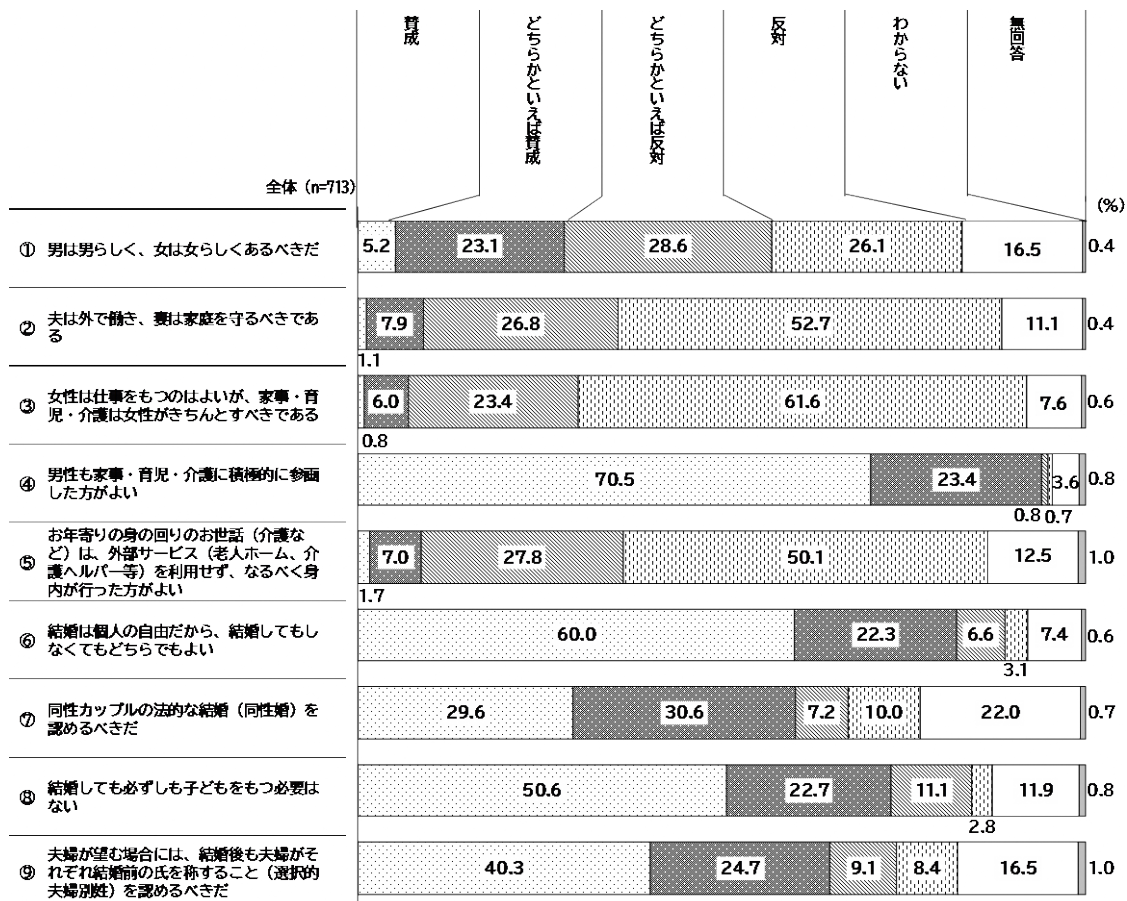 賛成
どちらかといえば賛成
どちらかといえば反対
反対
わからない
無回答
全体（n=713）
(%)
① 男は男らしく、女は女らしくあるべきだ
5.2 23.1 28.6 26.1 16.5 0.4
② 夫は外で働き、妻は家庭を守るべきであ
る
7.9 26.8 52.7 11.1 0.4
1.1
③ 女性は仕事をもつのはよいが、家事・育
児・介護は女性がきちんとすべきである
6.0 23.4 61.6 7.6 0.6
0.8
④ 男性も家事・育児・介護に積極的に参画
した方がよい
70.5 23.4 3.6 0.8
0.8 0.7
⑤ お年寄りの身の回りのお世話（介護な
ど）は、外部サービス（老人ホーム、介
護ヘルパー等）を利用せず、なるべく身
内が行った方がよい
7.0 27.8 50.1 12.5 1.0
1.7
⑥ 結婚は個人の自由だから、結婚してもし
なくてもどちらでもよい
60.0 22.3 6.6 7.4 0.6
3.1
⑦ 同性カップルの法的な結婚（同性婚）を
認めるべきだ
29.6 30.6 7.2 10.0 22.0 0.7
⑧ 結婚しても必ずしも子どもをもつ必要は
ない
50.6 22.7 11.1 11.9 0.8
2.8
⑨ 夫婦が望む場合には、結婚後も夫婦がそ
れぞれ結婚前の氏を称すること（選択的
夫婦別姓）を認めるべきだ
40.3 24.7 9.1 8.4 16.5 1.0